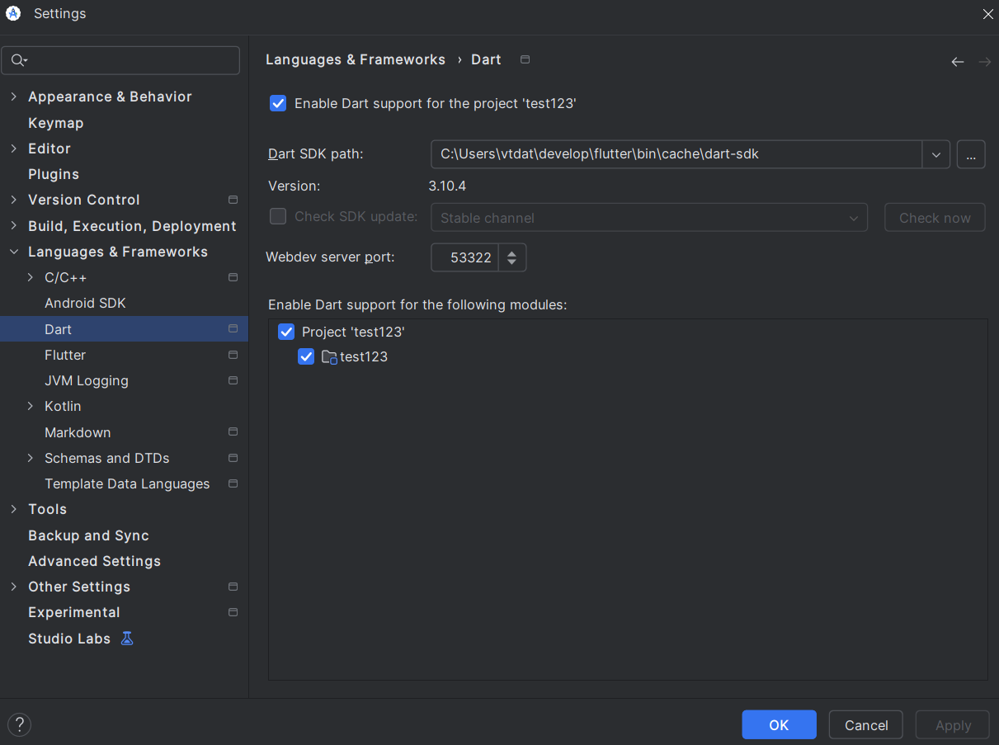 Settings
Languages & Frameworks › Dart
Appearance & Behavior
Keymap
Editor
Plugins
Version Control
Build, Execution, Deployment
Languages & Frameworks
C/C++
Android SDK
Dart
Flutter
JVM Logging
Kotlin
Markdown
Schemas and DTDs
Template Data Languages
Tools
Backup and Sync
Advanced Settings
Other Settings
Experimental
Studio Labs
Enable Dart support for the project 'test123'
Dart SDK path: C:\Users\vtdat\develop\flutter\bin\cache\dart-sdk ...
Version: 3.10.4
Check SDK update: Stable channel Check now
Webdev server port: 53322
Enable Dart support for the following modules:
Project 'test123'
test123
? OK Cancel Apply